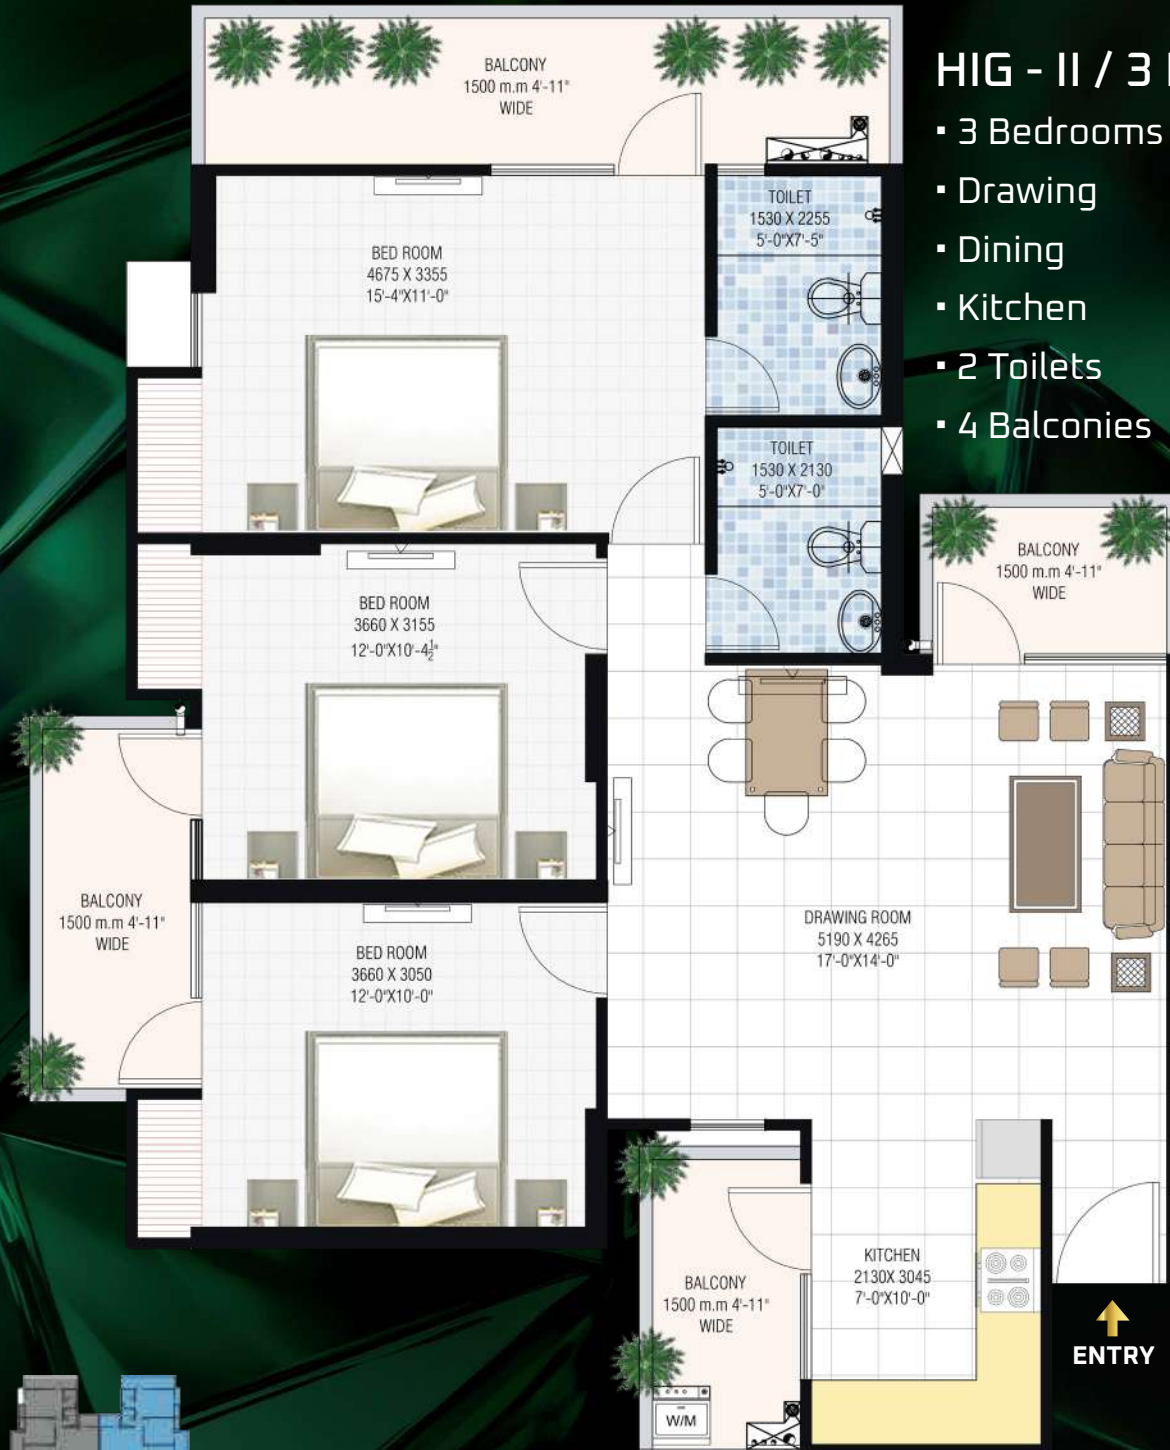 BALCONY
1500 m.m 4'-11"
WIDE
HIG - II / 3
▪ 3 Bedrooms
▪ Drawing
▪ Dining
▪ Kitchen
▪ 2 Toilets
▪ 4 Balconies
TOILET
1530 X 2255
5'-0"X7'-5"
BED ROOM
4675 X 3355
15'-4"X11'-0"
TOILET
1530 X 2130
5'-0"X7'-0"
BALCONY
1500 m.m 4'-11"
WIDE
BED ROOM
3660 X 3155
12'-0"X10'-4½"
BALCONY
1500 m.m 4'-11"
WIDE
DRAWING ROOM
5190 X 4265
17'-0"X14'-0"
BED ROOM
3660 X 3050
12'-0"X10'-0"
KITCHEN
2130X 3045
7'-0"X10'-0"
BALCONY
1500 m.m 4'-11"
WIDE
ENTRY
W/M